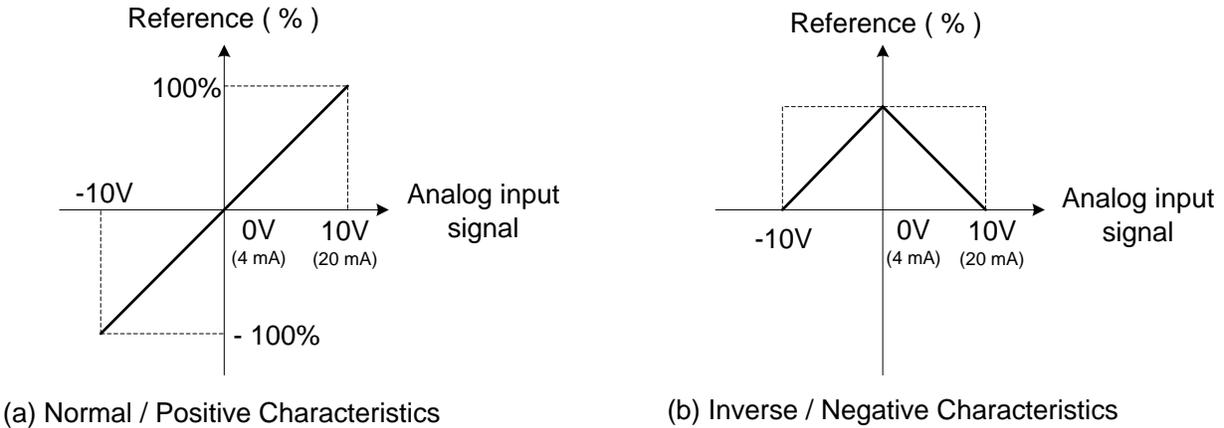 Reference ( % )
100%
-10V
Analog input
signal
0V
(4 mA)
10V
(20 mA)
- 100%
(a) Normal / Positive Characteristics
Reference ( % )
Analog input
signal
-10V
0V
(4 mA)
10V
(20 mA)
(b) Inverse / Negative Characteristics